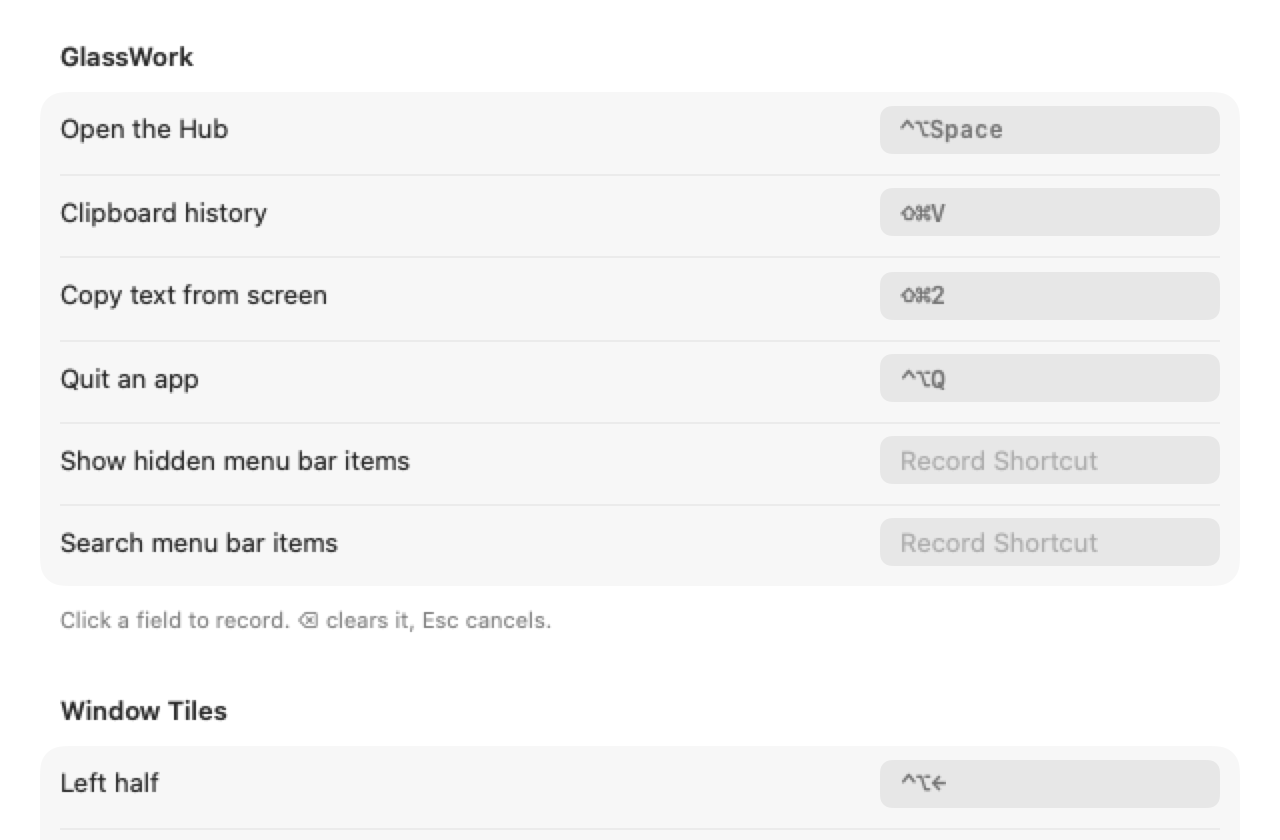 GlassWork
Open the Hub
^⌥Space
Clipboard history
⇧⌘V
Copy text from screen
⇧⌘2
Quit an app
^⌥Q
Show hidden menu bar items
Record Shortcut
Search menu bar items
Record Shortcut
Click a field to record. ⌫ clears it, Esc cancels.
Window Tiles
Left half
^⌥←